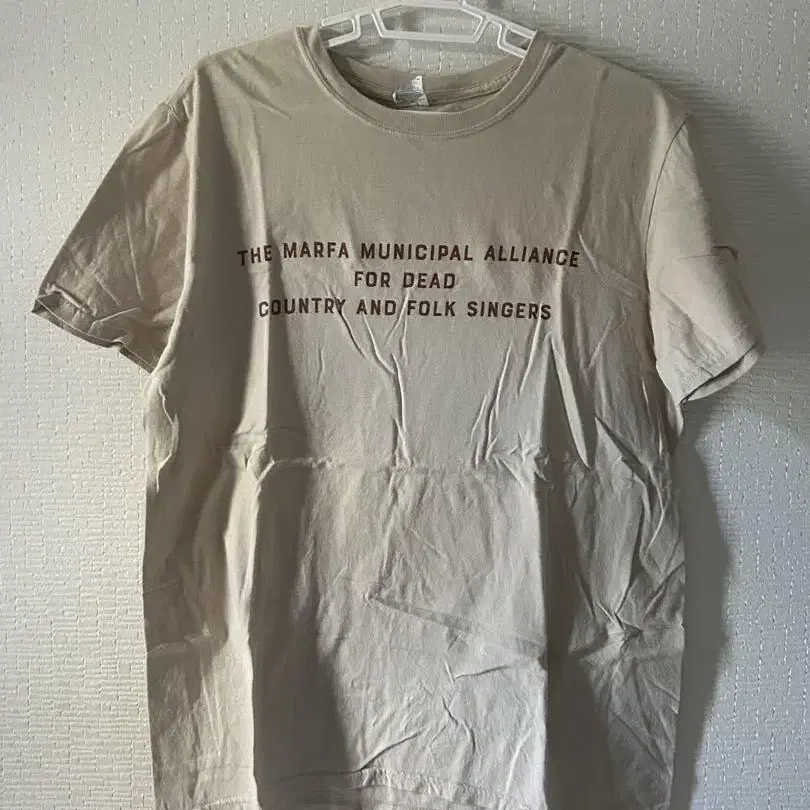 THE MARFA MUNICIPAL ALLIANCE
FOR DEAD
COUNTRY AND FOLK SINGERS